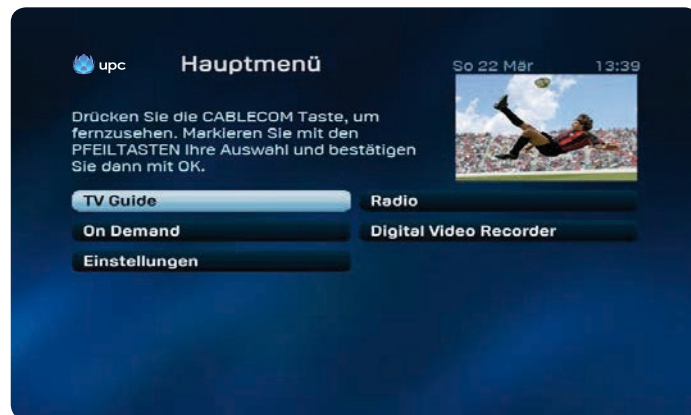 upc
Hauptmenü
So 22 Mär 13:39
Drücken Sie die CABLECOM Taste, um
fernzusehen. Markieren Sie mit den
PFEILTASTEN Ihre Auswahl und bestätigen
Sie dann mit OK.
TV Guide
Radio
On Demand
Digital Video Recorder
Einstellungen